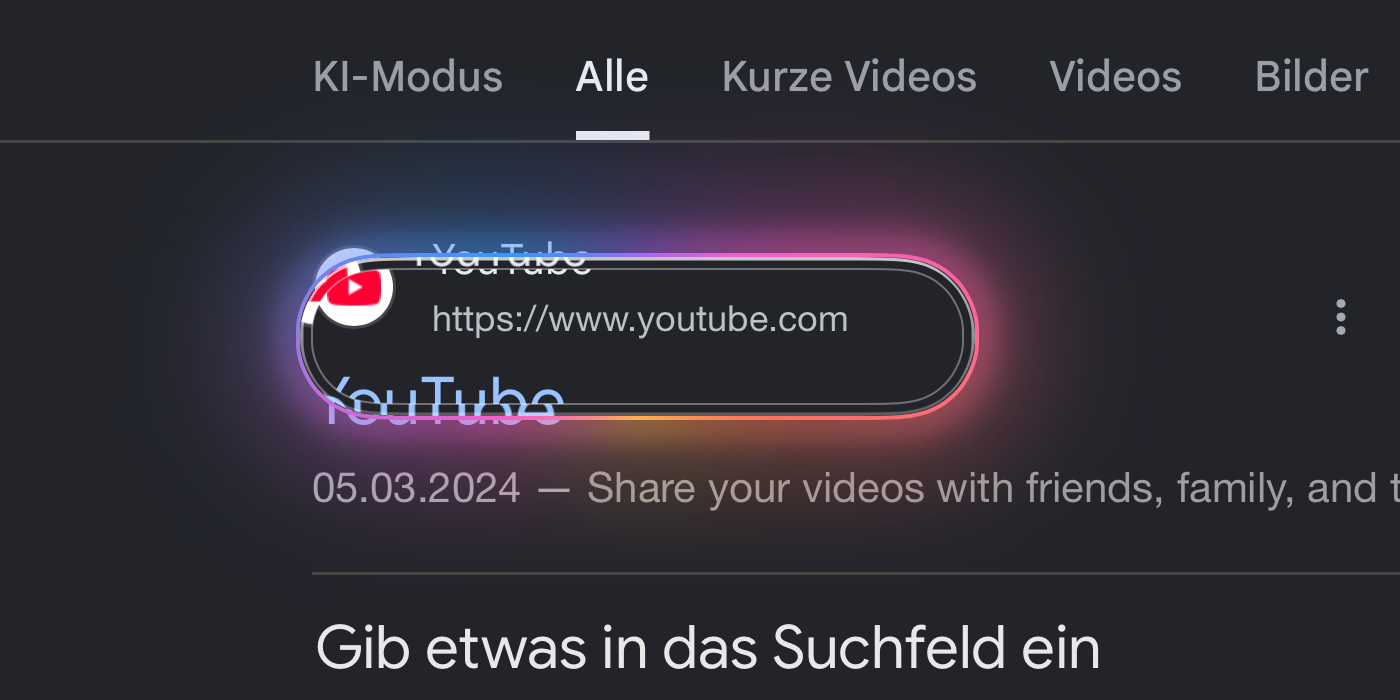 KI-Modus Alle Kurze Videos Videos Bilder
YouTube
https://www.youtube.com
YouTube
05.03.2024 — Share your videos with friends, family, and
Gib etwas in das Suchfeld ein